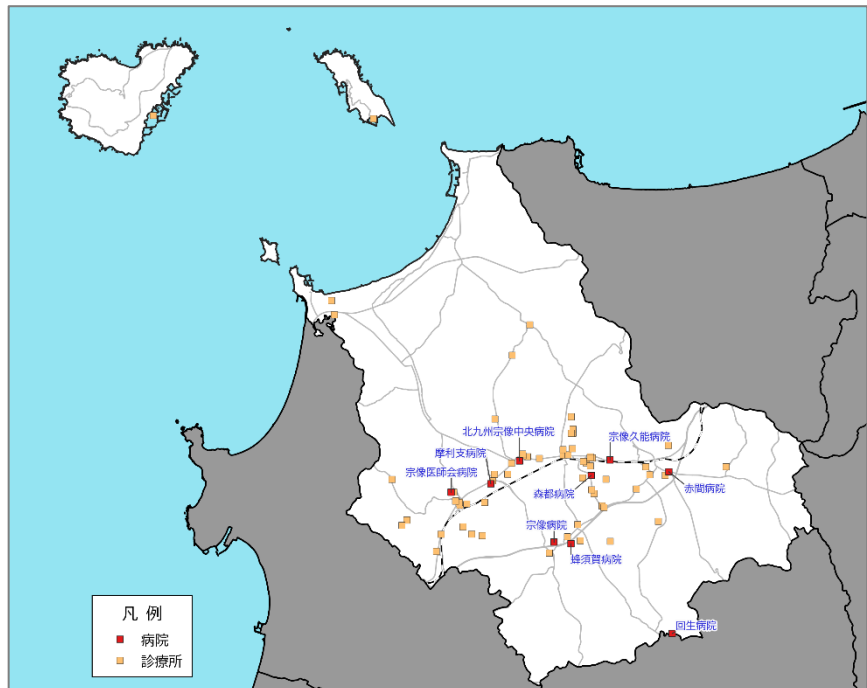 北九州宗像中央病院
宗像久能病院
摩利支病院
宗像医師会病院
赤間病院
森都病院
宗像病院
蜂須賀病院
回生病院
凡 例
病院
診療所